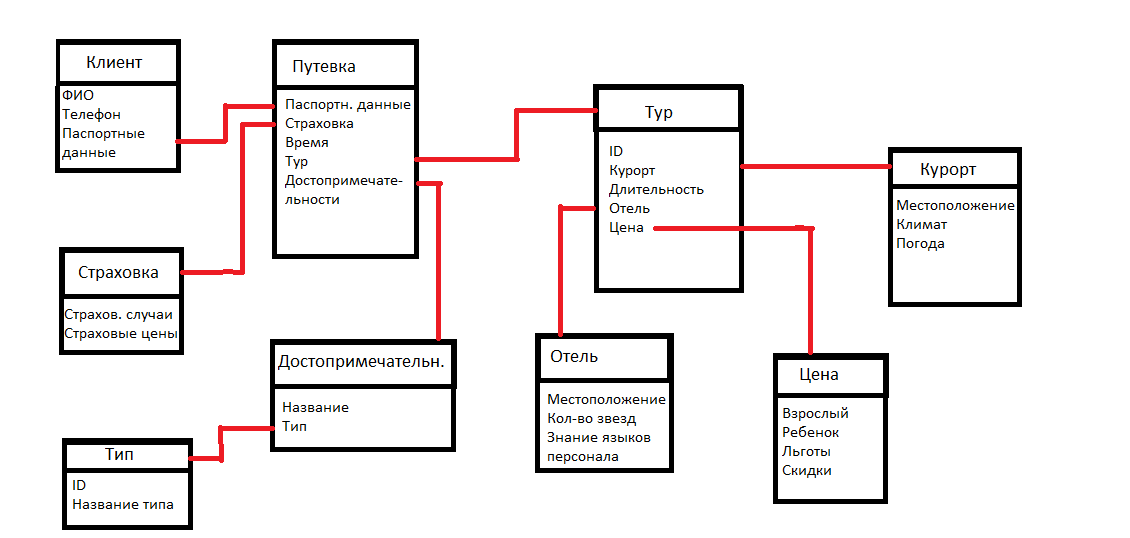 Клиент
ФИО
Телефон
Паспортные
данные
Путевка
Паспортн. данные
Страховка
Время
Тур
Достопримечате-
льности
Тур
ID
Курорт
Длительность
Отель
Цена
Курорт
Местоположение
Климат
Погода
Страховка
Страхов. случаи
Страховые цены
Достопримечательн.
Название
Тип
Отель
Местоположение
Кол-во звезд
Знание языков
персонала
Цена
Взрослый
Ребенок
Льготы
Скидки
Тип
ID
Название типа